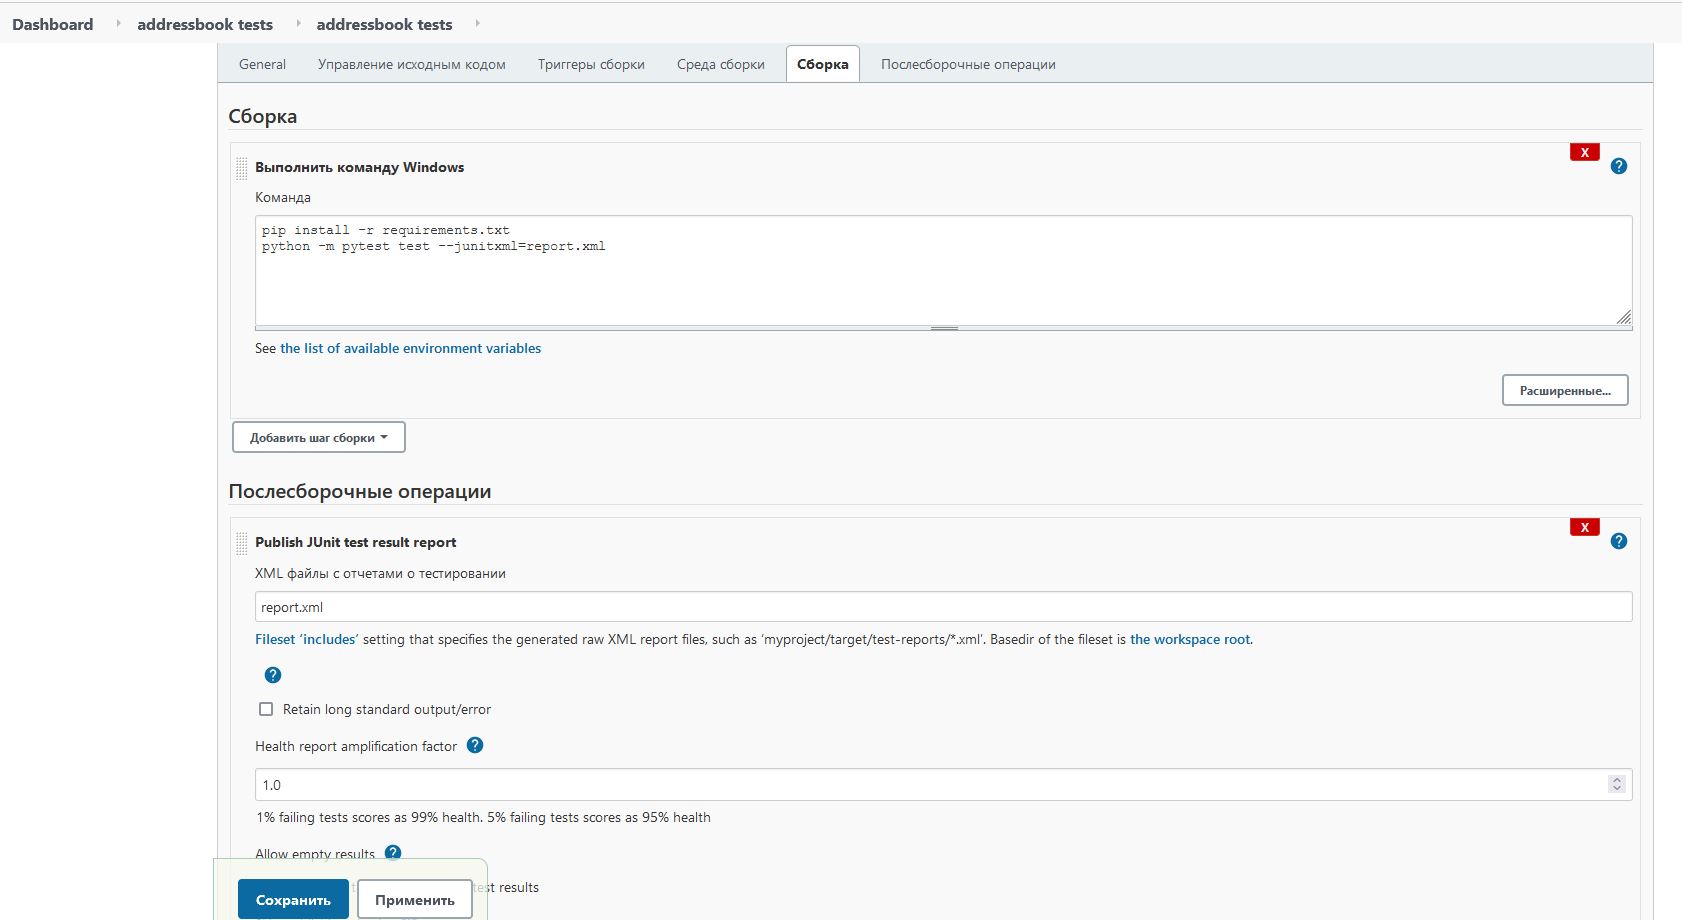 Dashboard addressbook tests addressbook tests
General Управление исходным кодом Триггеры сборки Среда сборки Сборка Послесборочные операции
Сборка
X
Выполнить команду Windows ?
Команда
pip install -r requirements.txt
python -m pytest test --junitxml=report.xml
See the list of available environment variables
Расширенные...
Добавить шаг сборки
Послесборочные операции
X
Publish JUnit test result report ?
XML файлы с отчетами о тестировании
report.xml
Fileset ‘includes’ setting that specifies the generated raw XML report files, such as ‘myproject/target/test-reports/*.xml’. Basedir of the fileset is the workspace root.
?
Retain long standard output/error
Health report amplification factor ?
1.0
1% failing tests scores as 99% health. 5% failing tests scores as 95% health
Allow empty results ?
test results
Сохранить Применить